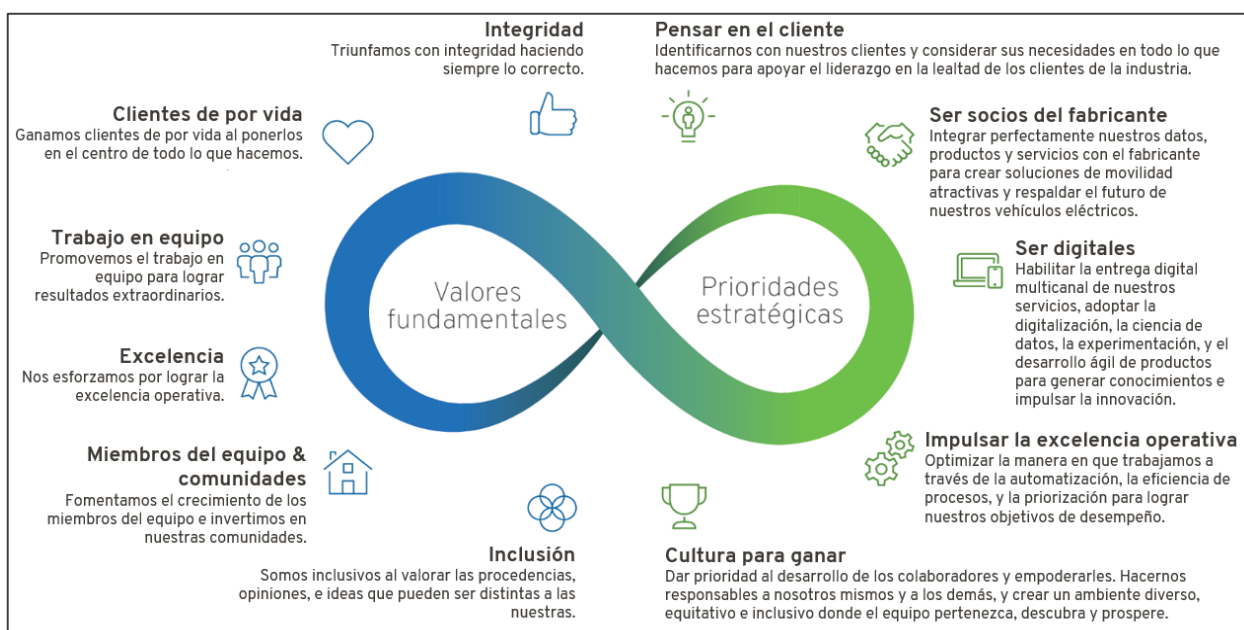 Integridad
Triunfamos con integridad haciendo
siempre lo correcto.
Clientes de por vida
Ganamos clientes de por vida al ponerlos
en el centro de todo lo que hacemos.
Trabajo en equipo
Promovemos el trabajo en
equipo para lograr
resultados extraordinarios.
Excelencia
Nos esforzamos por lograr la
excelencia operativa.
Miembros del equipo &
comunidades
Fomentamos el crecimiento de los
miembros del equipo e invertimos en
nuestras comunidades.
Inclusión
Somos inclusivos al valorar las procedencias,
opiniones, e ideas que pueden ser distintas a las
nuestras.
Valores
fundamentales
Prioridades
estratégicas
Pensar en el cliente
Identificarnos con nuestros clientes y considerar sus necesidades en todo lo que
hacemos para apoyar el liderazgo en la lealtad de los clientes de la industria.
Ser socios del fabricante
Integrar perfectamente nuestros datos,
productos y servicios con el fabricante
para crear soluciones de movilidad
atractivas y respaldar el futuro de
nuestros vehículos eléctricos.
Ser digitales
Habilitar la entrega digital
multicanal de nuestros
servicios, adoptar la
digitalización, la ciencia de
datos, la experimentación, y el
desarrollo ágil de productos
para generar conocimientos e
impulsar la innovación.
Impulsar la excelencia operativa
Optimizar la manera en que trabajamos a
través de la automatización, la eficiencia de
procesos, y la priorización para lograr
nuestros objetivos de desempeño.
Cultura para ganar
Dar prioridad al desarrollo de los colaboradores y empoderarles. Hacernos
responsables a nosotros mismos y a los demás, y crear un ambiente diverso,
equitativo e inclusivo donde el equipo pertenezca, descubra y prospere.